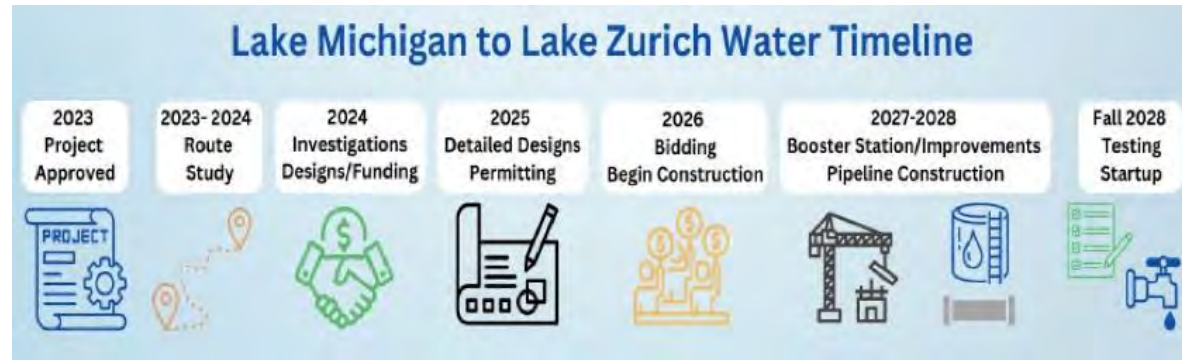 Lake Michigan to Lake Zurich Water Timeline
2023
Project
Approved
2023- 2024
Route
Study
2024
Investigations
Designs/Funding
2025
Detailed Designs
Permitting
2026
Bidding
Begin Construction
2027-2028
Booster Station/Improvements
Pipeline Construction
Fall 2028
Testing
Startup
PROJECT
$
$
$
$